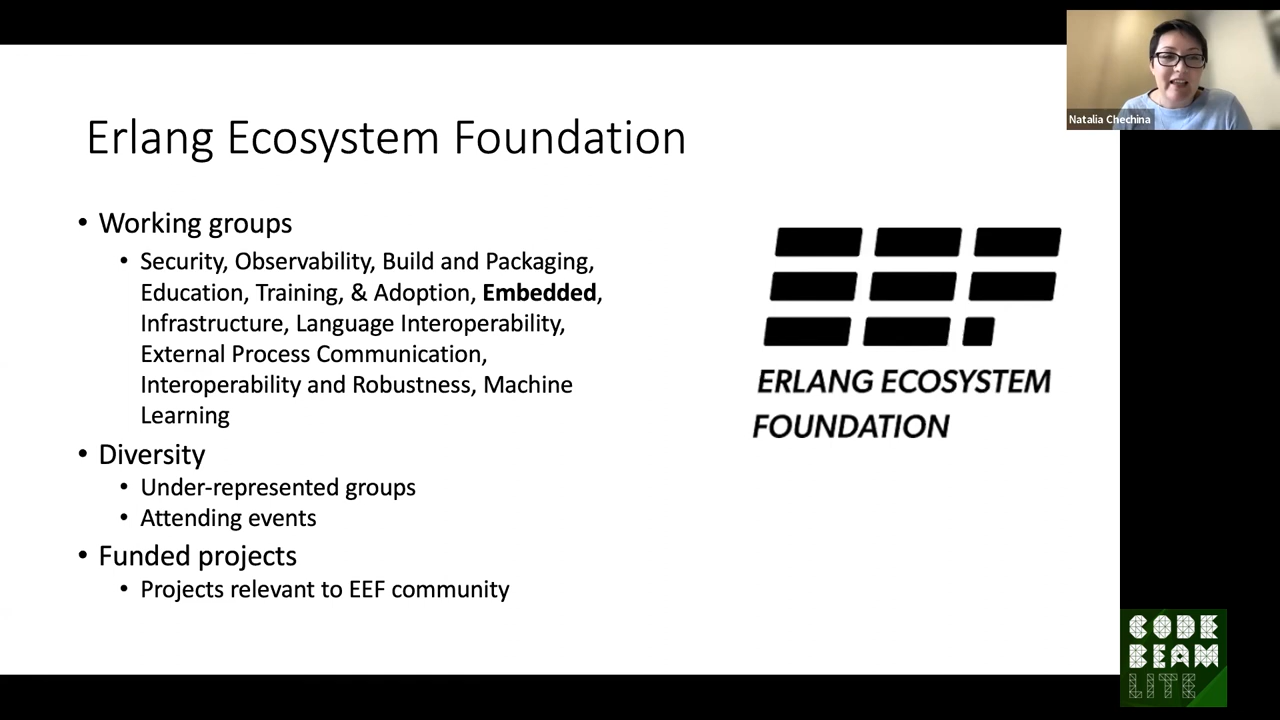 Erlang Ecosystem Foundation
• Working groups
• Security, Observability, Build and Packaging,
Education, Training, & Adoption, Embedded,
Infrastructure, Language Interoperability,
External Process Communication,
Interoperability and Robustness, Machine
Learning
• Diversity
• Under-represented groups
• Attending events
• Funded projects
• Projects relevant to EEF community
ERLANG ECOSYSTEM
FOUNDATION
Natalia Chechina
CODE
BEAM
LITE